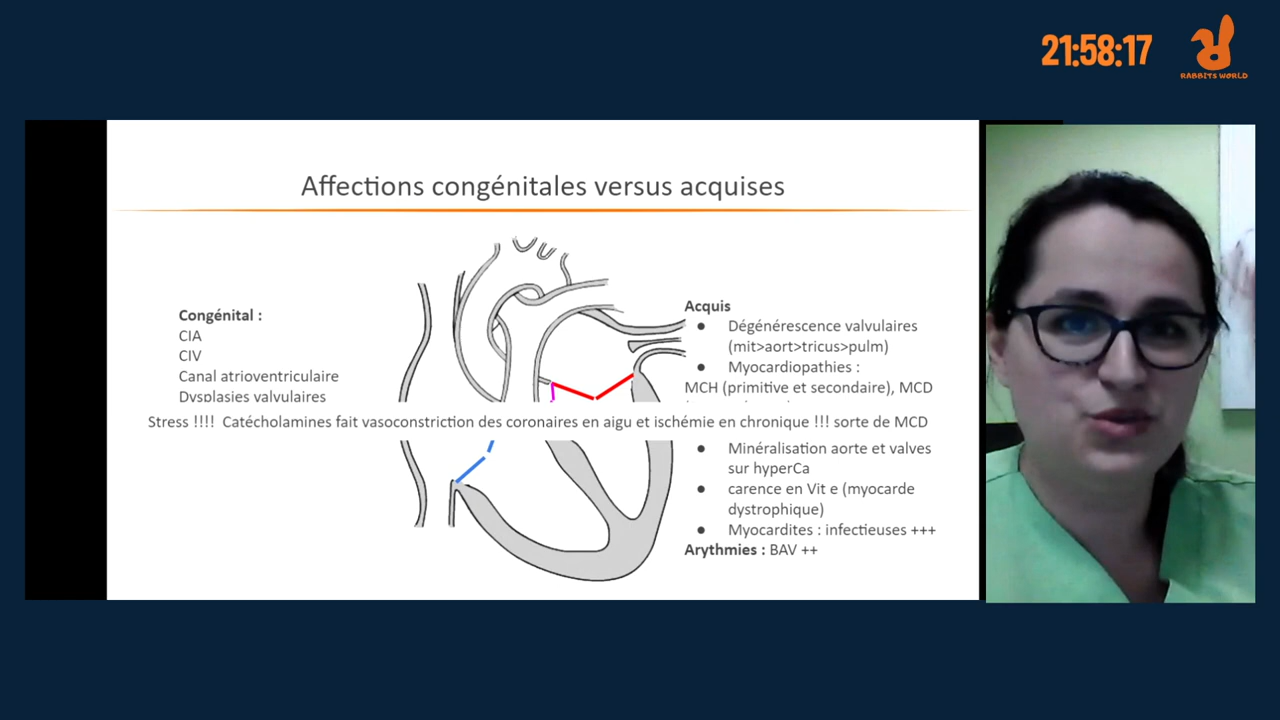 21:58:17
RABBITS WORLD
Affections congénitales versus acquises
Congénital :
CIA
CIV
Canal atrioventriculaire
Dysplasies valvulaires
Acquis
● Dégénérescence valvulaires
(mit>aort>tricus>pulm)
● Myocardiopathies :
MCH (primitive et secondaire), MCD
Stress !!!! Catécholamines fait vasoconstriction des coronaires en aigu et ischémie en chronique !!! sorte de MCD
● Minéralisation aorte et valves
sur hyperCa
● carence en Vit e (myocarde
dystrophique)
● Myocardites : infectieuses +++
Arythmies : BAV ++